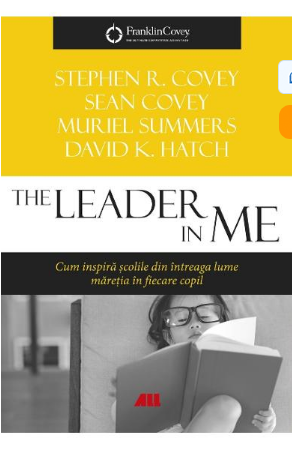 FranklinCovey
STEPHEN R. COVEY
SEAN COVEY
MURIEL SUMMERS
DAVID K. HATCH
THE LEADER
IN ME
Cum inspiră școlile din întreaga lume
măreția în fiecare copil
ALL